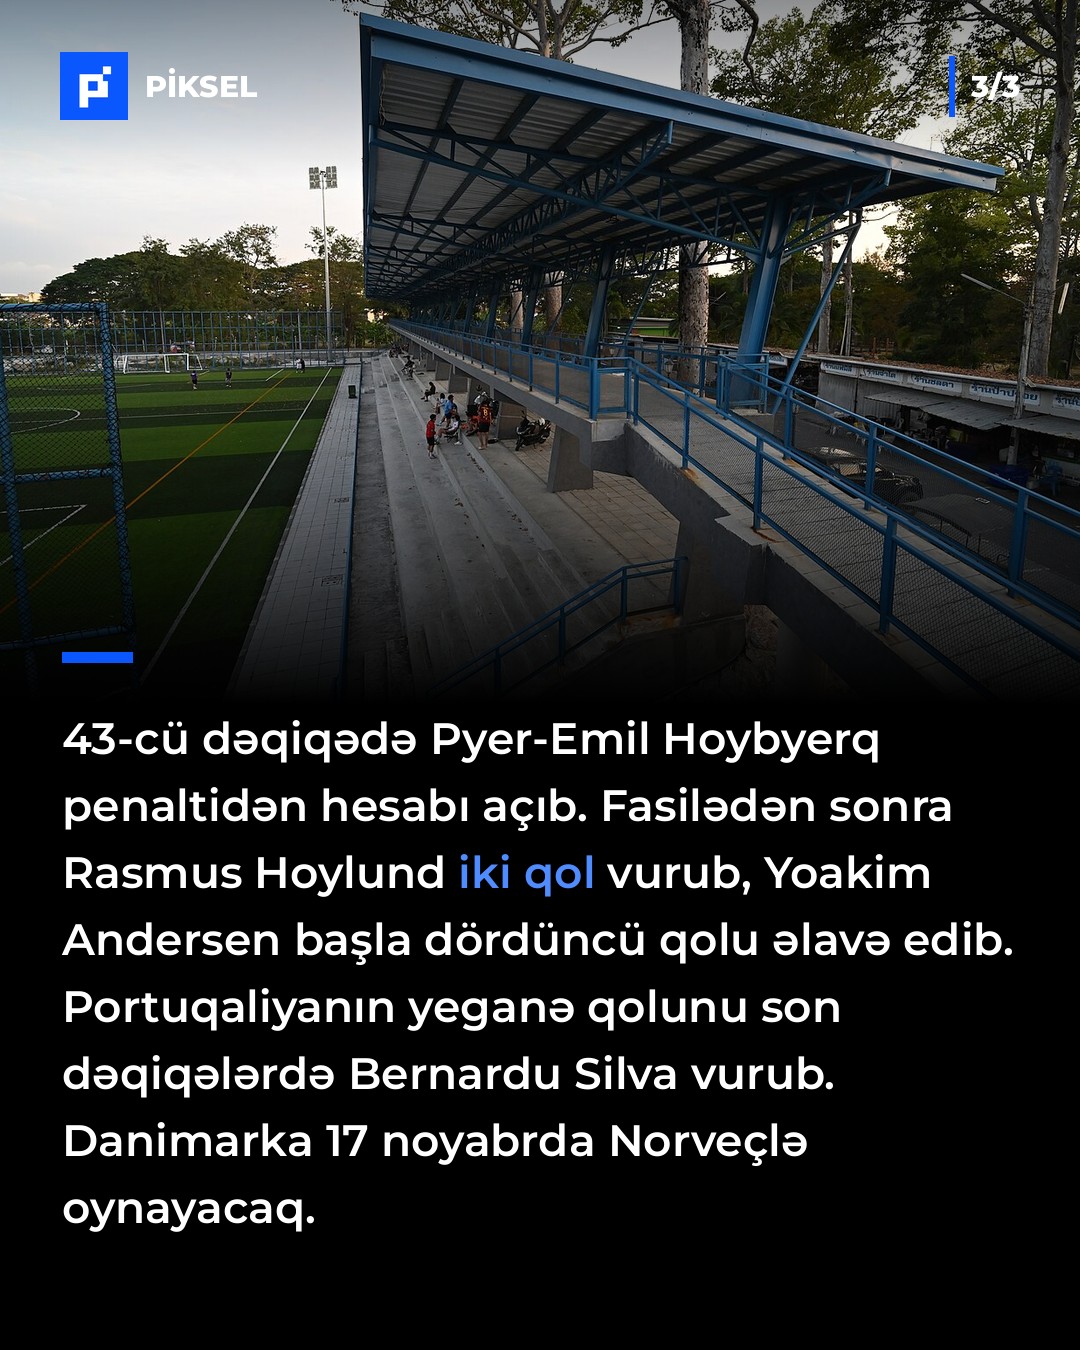 PİKSEL
3/3
43-cü dəqiqədə Pyer-Emil Hoybyerq
penaltidən hesabı açıb. Fasilədən sonra
Rasmus Hoylund iki qol vurub, Yoakim
Andersen başla dördüncü qolu əlavə edib.
Portuqaliyanın yeganə qolunu son
dəqiqələrdə Bernardu Silva vurub.
Danimarka 17 noyabrda Norveçlə
oynayacaq.